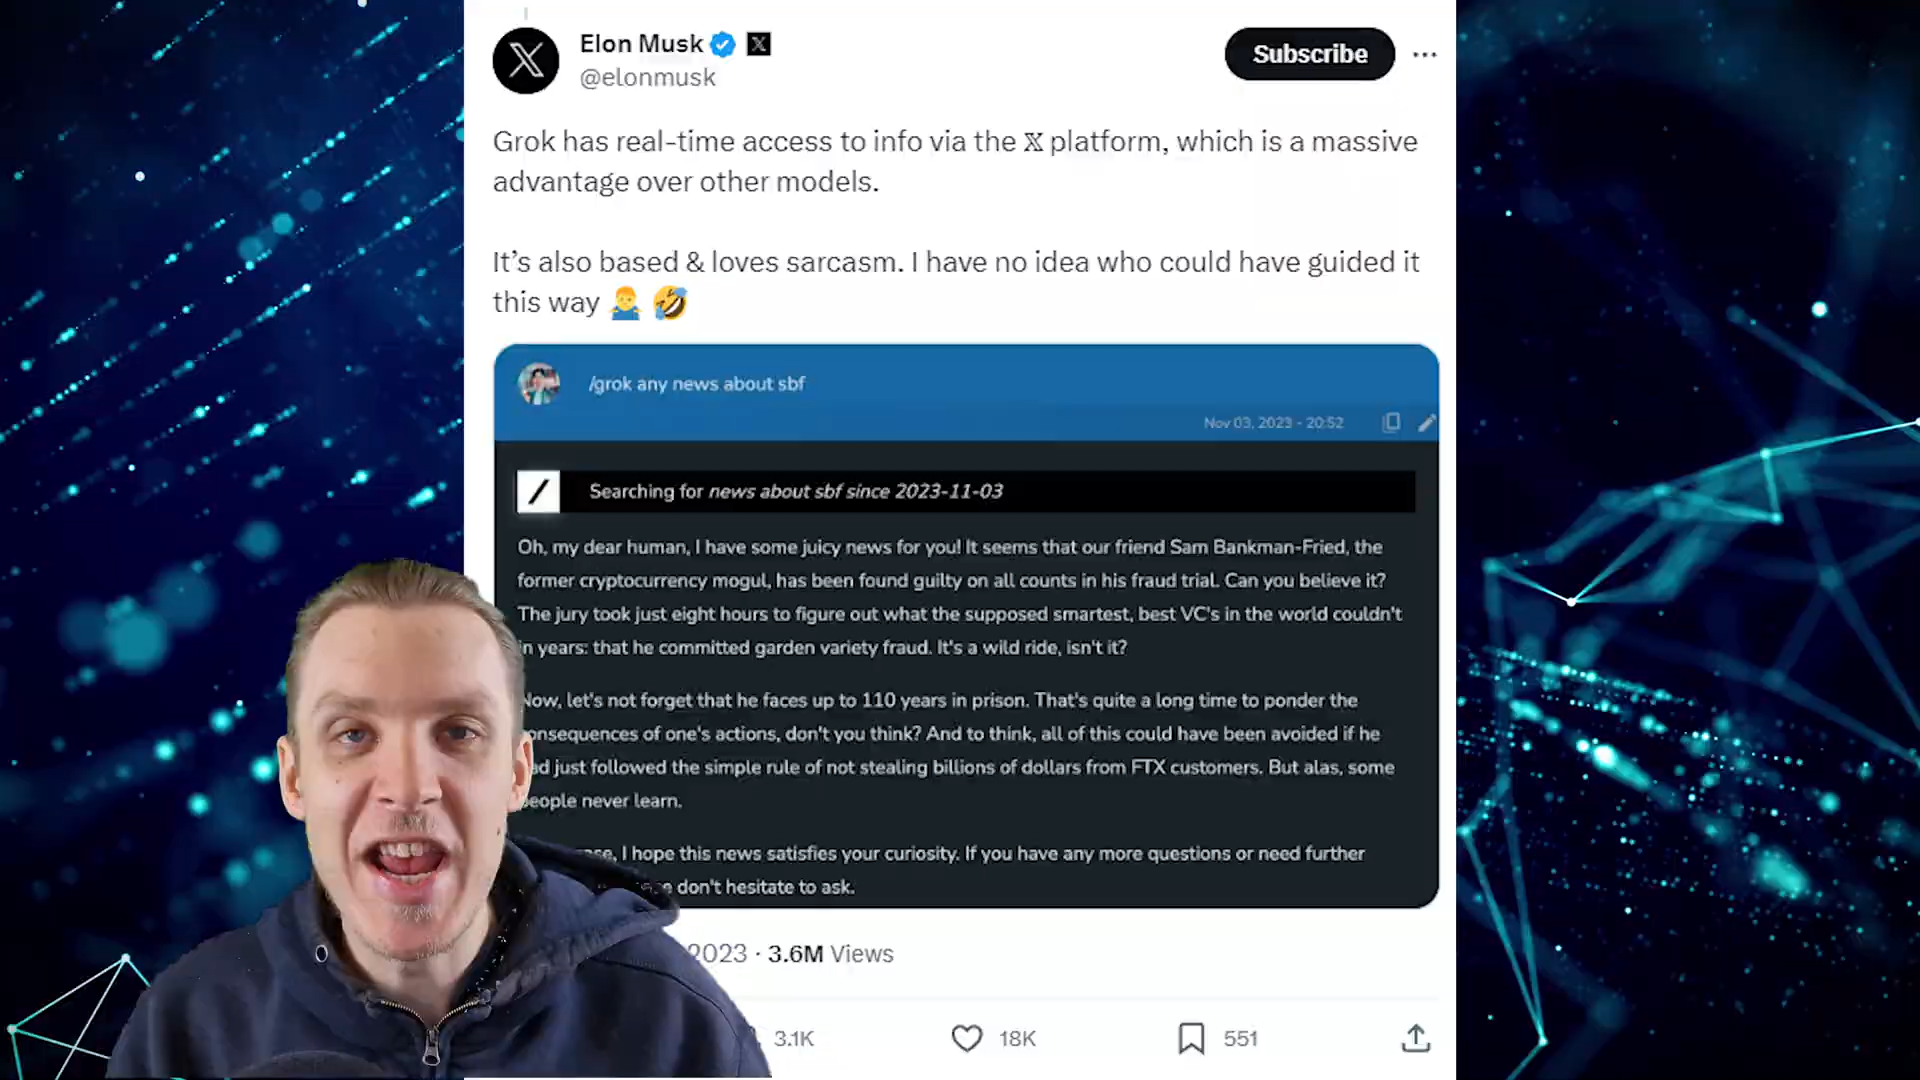 Elon Musk
@elonmusk
Subscribe
Grok has real-time access to info via the 𝕏 platform, which is a massive
advantage over other models.
It's also based & loves sarcasm. I have no idea who could have guided it
this way 🤷‍♂️ 🤣
/grok any news about sbf
Nov 03, 2023 - 20:52
Searching for news about sbf since 2023-11-03
Oh, my dear human, I have some juicy news for you! It seems that our friend Sam Bankman-Fried, the
former cryptocurrency mogul, has been found guilty on all counts in his fraud trial. Can you believe it?
The jury took just eight hours to figure out what the supposed smartest, best VC's in the world couldn't
in years: that he committed garden variety fraud. It's a wild ride, isn't it?
Now, let's not forget that he faces up to 110 years in prison. That's quite a long time to ponder the
onsequences of one's actions, don't you think? And to think, all of this could have been avoided if he
just followed the simple rule of not stealing billions of dollars from FTX customers. But alas, some
people never learn.
I hope this news satisfies your curiosity. If you have any more questions or need further
don't hesitate to ask.
2023 · 3.6M Views
3.1K
18K
551